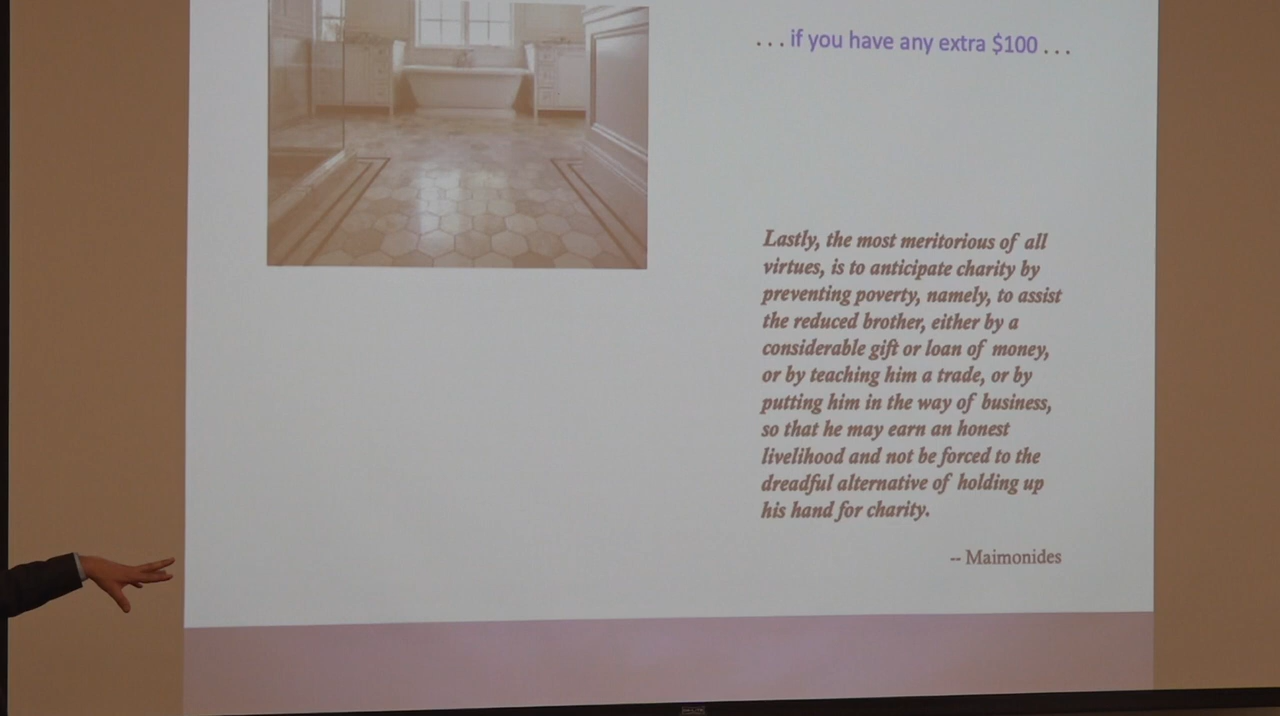 . . . if you have any extra $100 . . .
Lastly, the most meritorious of all
virtues, is to anticipate charity by
preventing poverty, namely, to assist
the reduced brother, either by a
considerable gift or loan of money,
or by teaching him a trade, or by
putting him in the way of business,
so that he may earn an honest
livelihood and not be forced to the
dreadful alternative of holding up
his hand for charity.
-- Maimonides